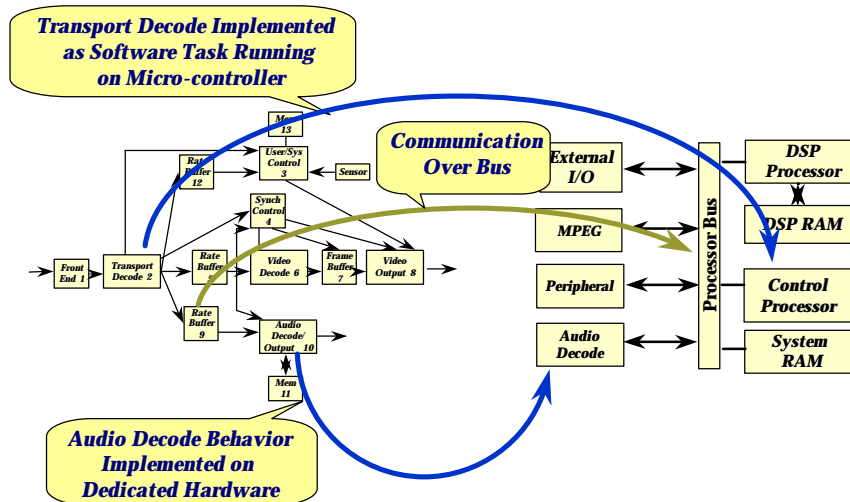 Transport Decode Implemented
as Software Task Running
on Micro-controller
Mem
13
User/Sys
Control
3
Sensor
Rate
Buffer
12
Synch
Control
4
Front
End 1
Transport
Decode 2
Rate
Buffer
5
Video
Decode 6
Frame
Buffer
7
Video
Output 8
Rate
Buffer
9
Audio
Decode/
Output 10
Mem
11
Audio Decode Behavior
Implemented on
Dedicated Hardware
Communication
Over Bus
External
I/O
MPEG
Peripheral
Audio
Decode
Processor Bus
DSP
Processor
DSP RAM
Control
Processor
System
RAM